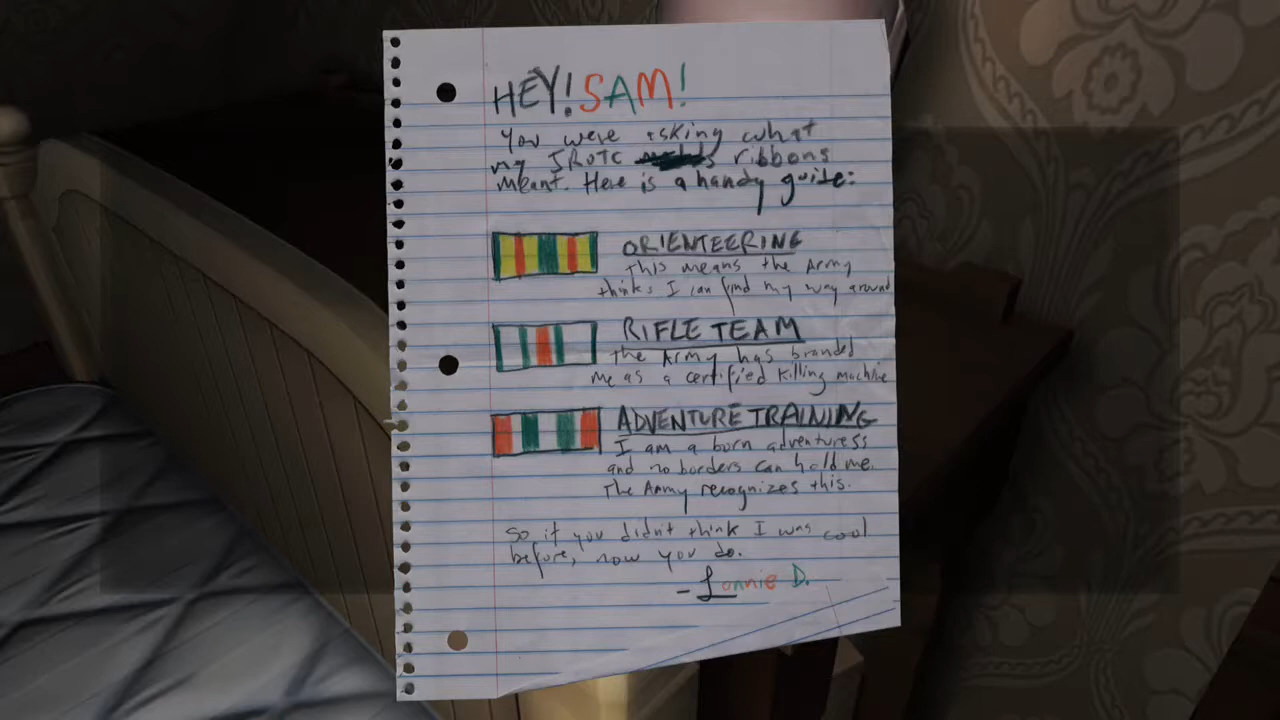 HEY! SAM!
You were asking what
my JROTC ribbons
meant. Here is a handy guide:
ORIENTEERING
This means the Army
thinks I can find my way around
RIFLE TEAM
The Army has branded
me as a certified killing machine
ADVENTURE TRAINING
I am a born adventuress
and no borders can hold me.
The Army recognizes this.
So if you didn't think I was cool
before, now you do.
- Lonnie D.